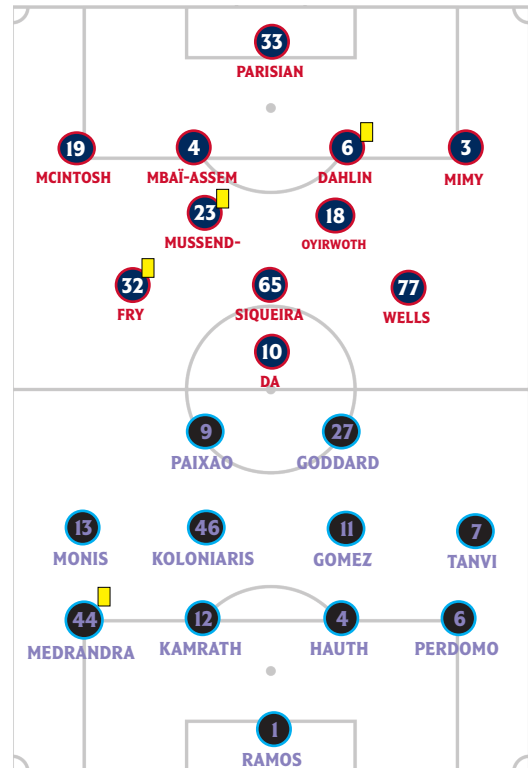 33
PARISIAN
19
4
6
3
MCINTOSH
MBAÏ-ASSEM
DAHLIN
MIMY
23
18
MUSSEND-
OYIRWOTH
32
65
77
FRY
SIQUEIRA
WELLS
10
DA
9
27
PAIXAO
GODDARD
13
46
11
7
MONIS
KOLONIARIS
GOMEZ
TANVI
44
12
4
6
MEDRANDRA
KAMRATH
HAUTH
PERDOMO
1
RAMOS